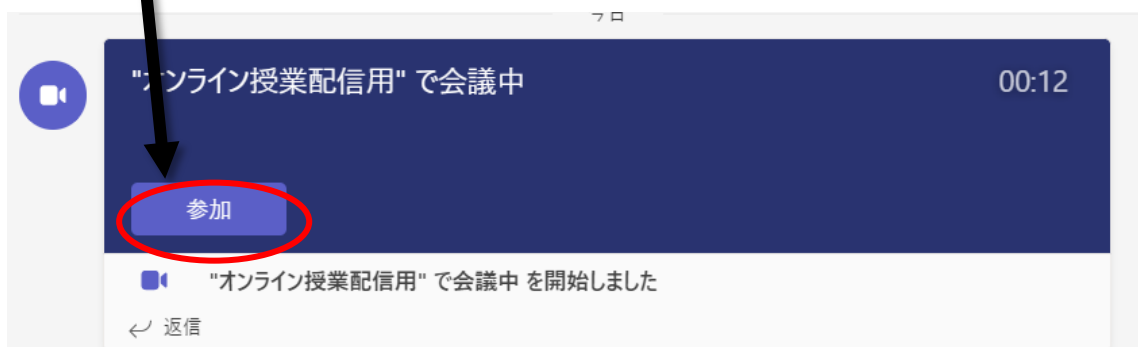 今日
"オンライン授業配信用" で会議中
00:12
参加
"オンライン授業配信用" で会議中 を開始しました
返信